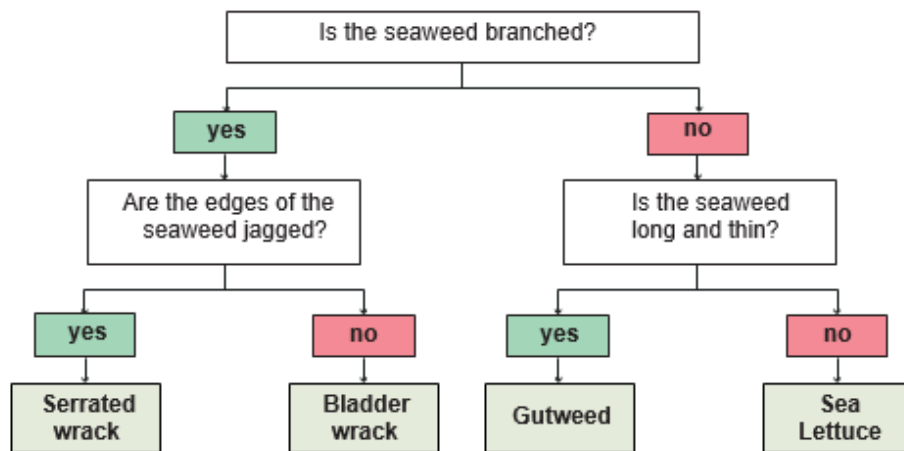 Is the seaweed branched?
yes
no
Are the edges of the
seaweed jagged?
Is the seaweed
long and thin?
yes
no
yes
no
Serrated
wrack
Bladder
wrack
Gutweed
Sea
Lettuce